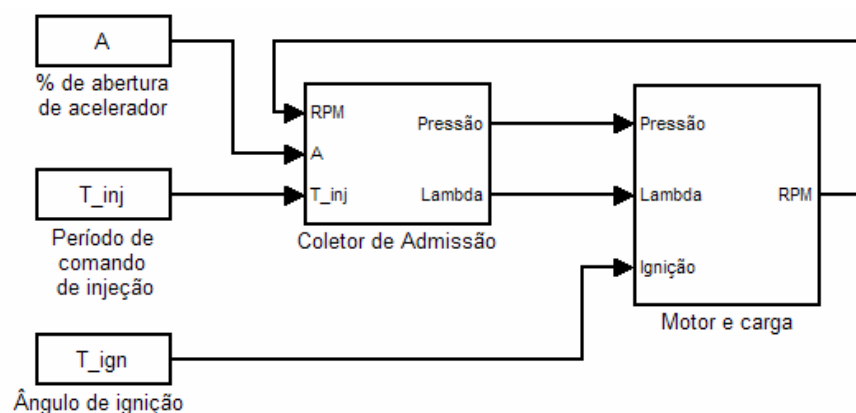 A
% de abertura
de acelerador
T_inj
Período de
comando
de injeção
T_ign
Ângulo de ignição
RPM
A
T_inj
Pressão
Lambda
Coletor de Admissão
Pressão
Lambda
Ignição
RPM
Motor e carga